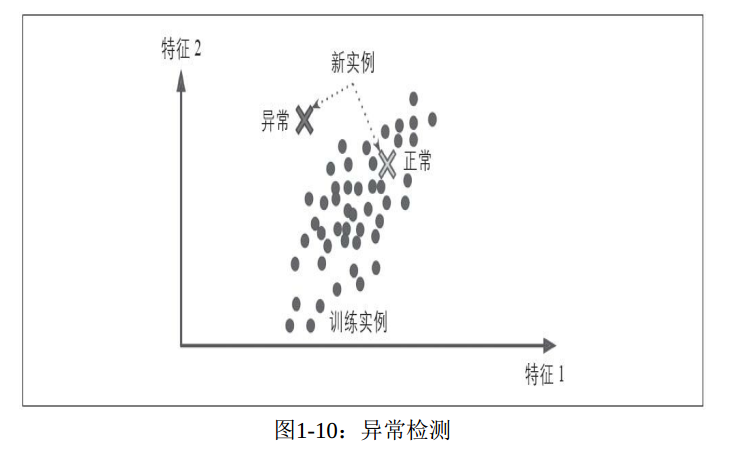 特征 2
新实例
异常
正常
训练实例
特征 1
图1-10：异常检测